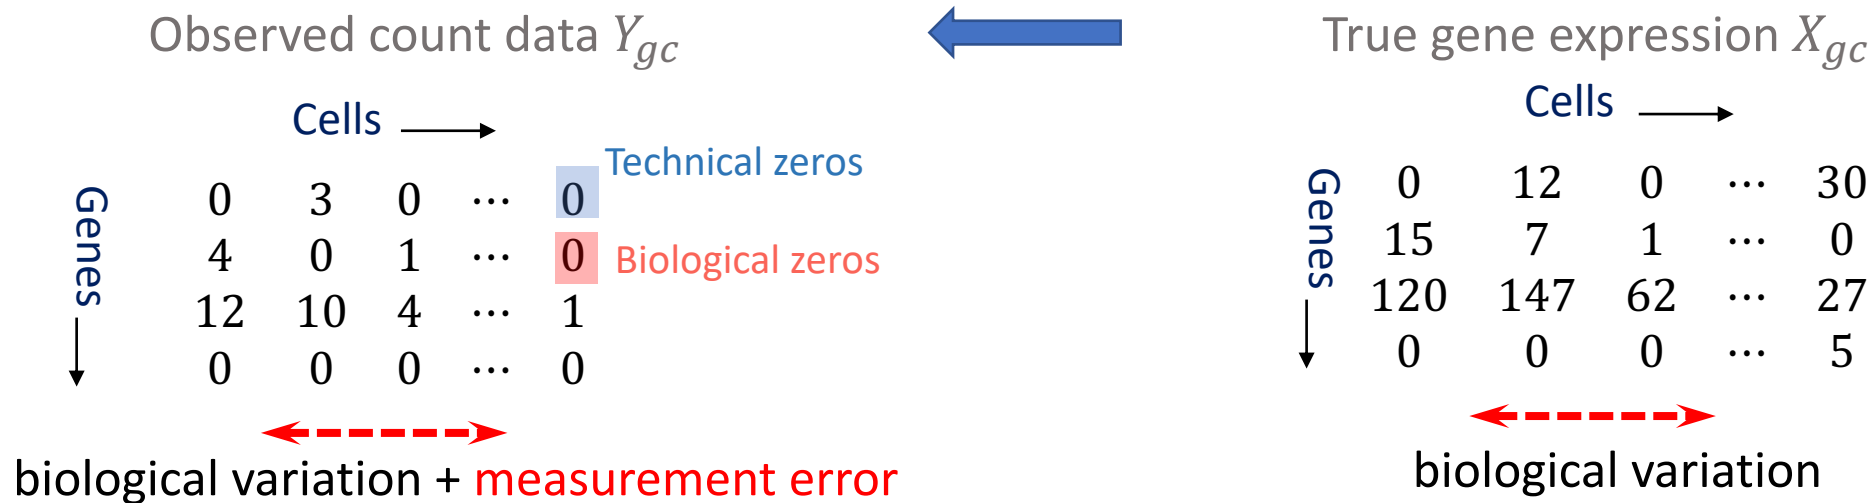 Observed count data Y_gc
True gene expression X_gc
Cells
Cells
Technical zeros
Biological zeros
Genes
0 3 0 ⋯ 0
4 0 1 ⋯ 0
12 10 4 ⋯ 1
0 0 0 ⋯ 0
Genes
0 12 0 ⋯ 30
15 7 1 ⋯ 0
120 147 62 ⋯ 27
0 0 0 ⋯ 5
biological variation + measurement error
biological variation